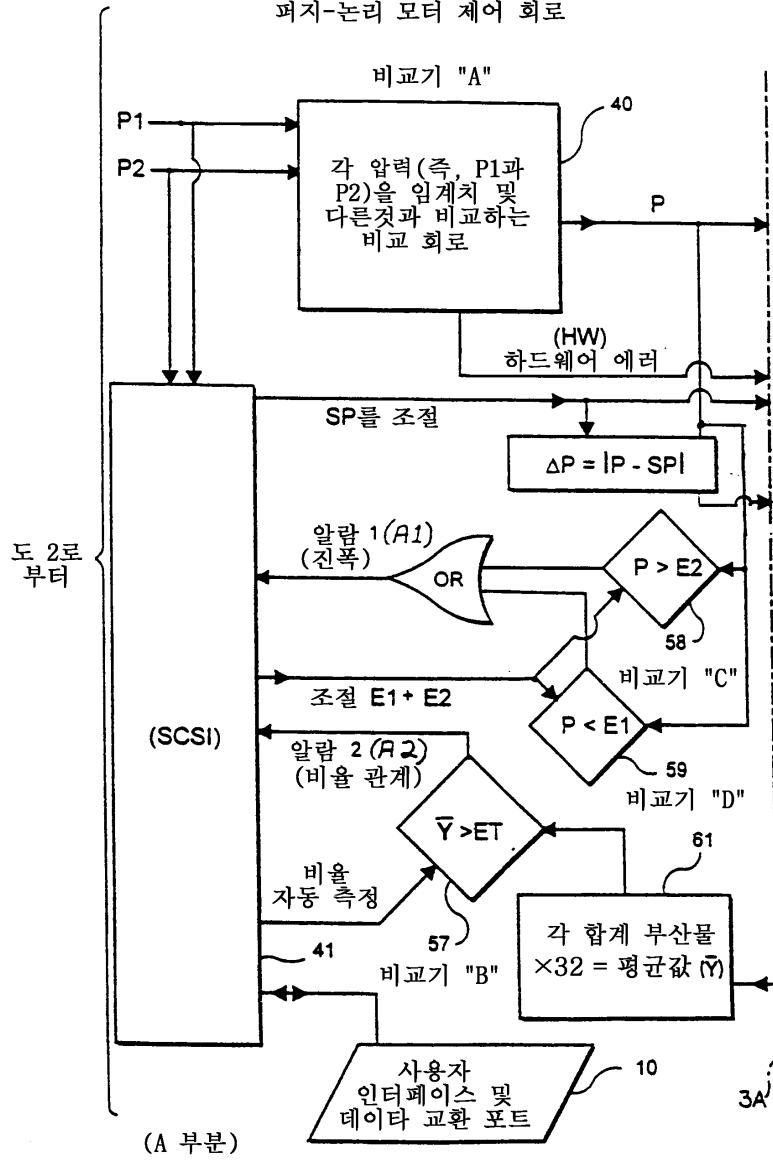 퍼지-논리 모터 제어 회로
비교기 "A"
40
P1
P2
각 압력(즉, P1과
P2)을 임계치 및
다른것과 비교하는
비교 회로
P
(HW)
하드웨어 에러
SP를 조절
ΔP = |P - SP|
도 2로
부터
알람 1 (A1)
(진폭)
OR
P > E2
58
비교기 "C"
조절 E1 + E2
(SCSI)
P < E1
59
비교기 "D"
알람 2 (A2)
(비율 관계)
Y̅ > E̅T̅
57
비교기 "B"
비율
자동 측정
61
각 합계 부산물
×32 = 평균값 (Y̅)
41
사용자
인터페이스 및
데이타 교환 포트
10
3A
(A 부분)